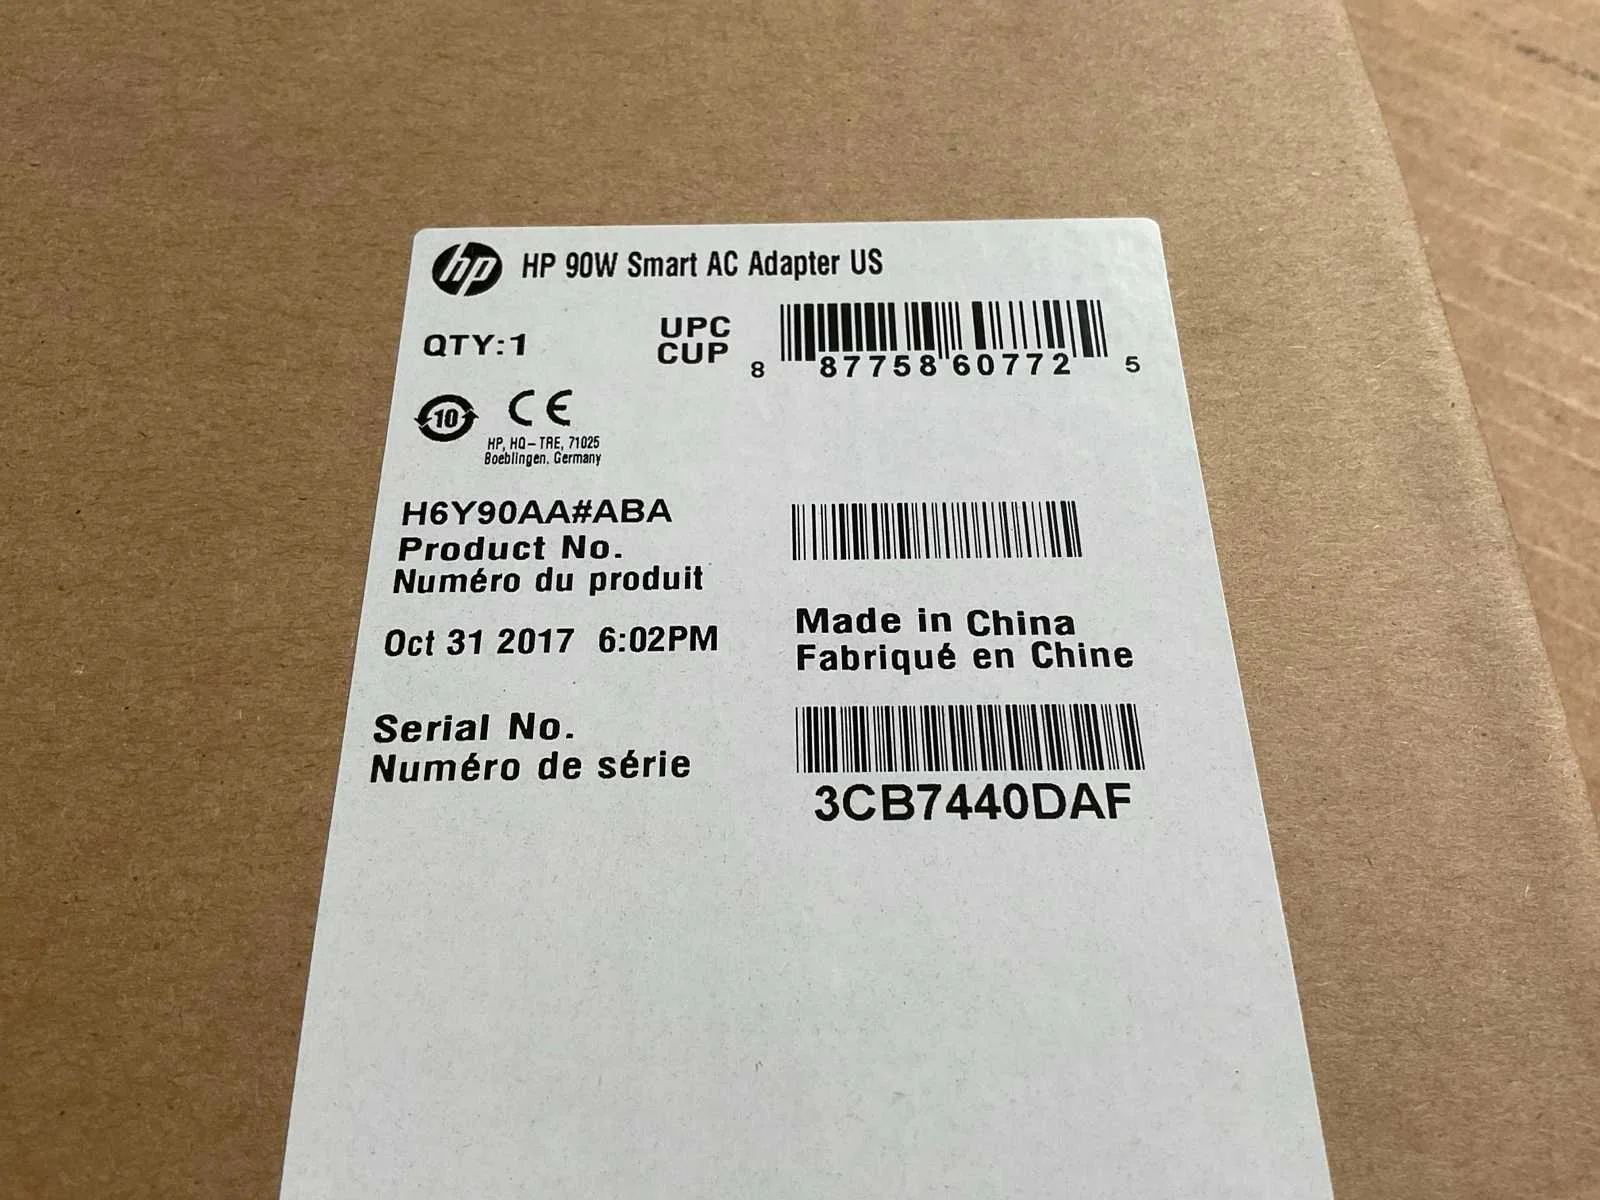 hp HP 90W Smart AC Adapter US
QTY:1
UPC
CUP
8 87758 60772 5
10 CE
HP, HQ-TRE, 71025
Boeblingen, Germany
H6Y90AA#ABA
Product No.
Numéro du produit
Oct 31 2017 6:02PM
Made in China
Fabriqué en Chine
Serial No.
Numéro de série
3CB7440DAF